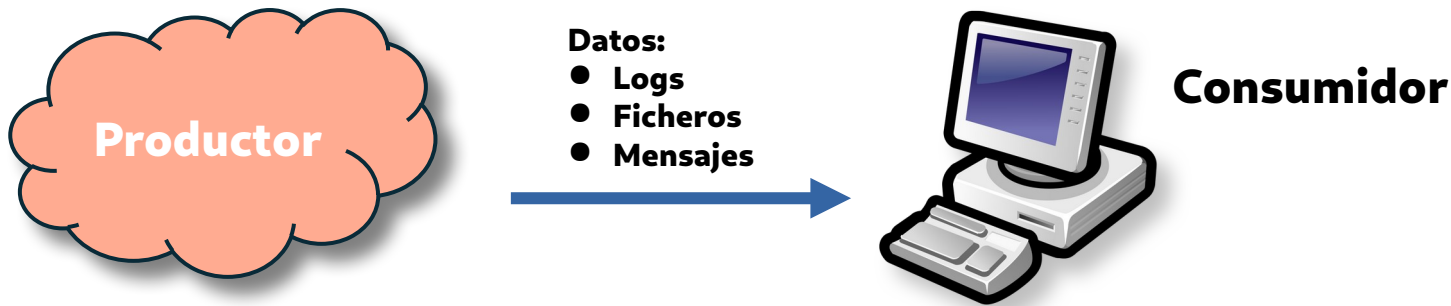 Productor
Datos:
● Logs
● Ficheros
● Mensajes
Consumidor